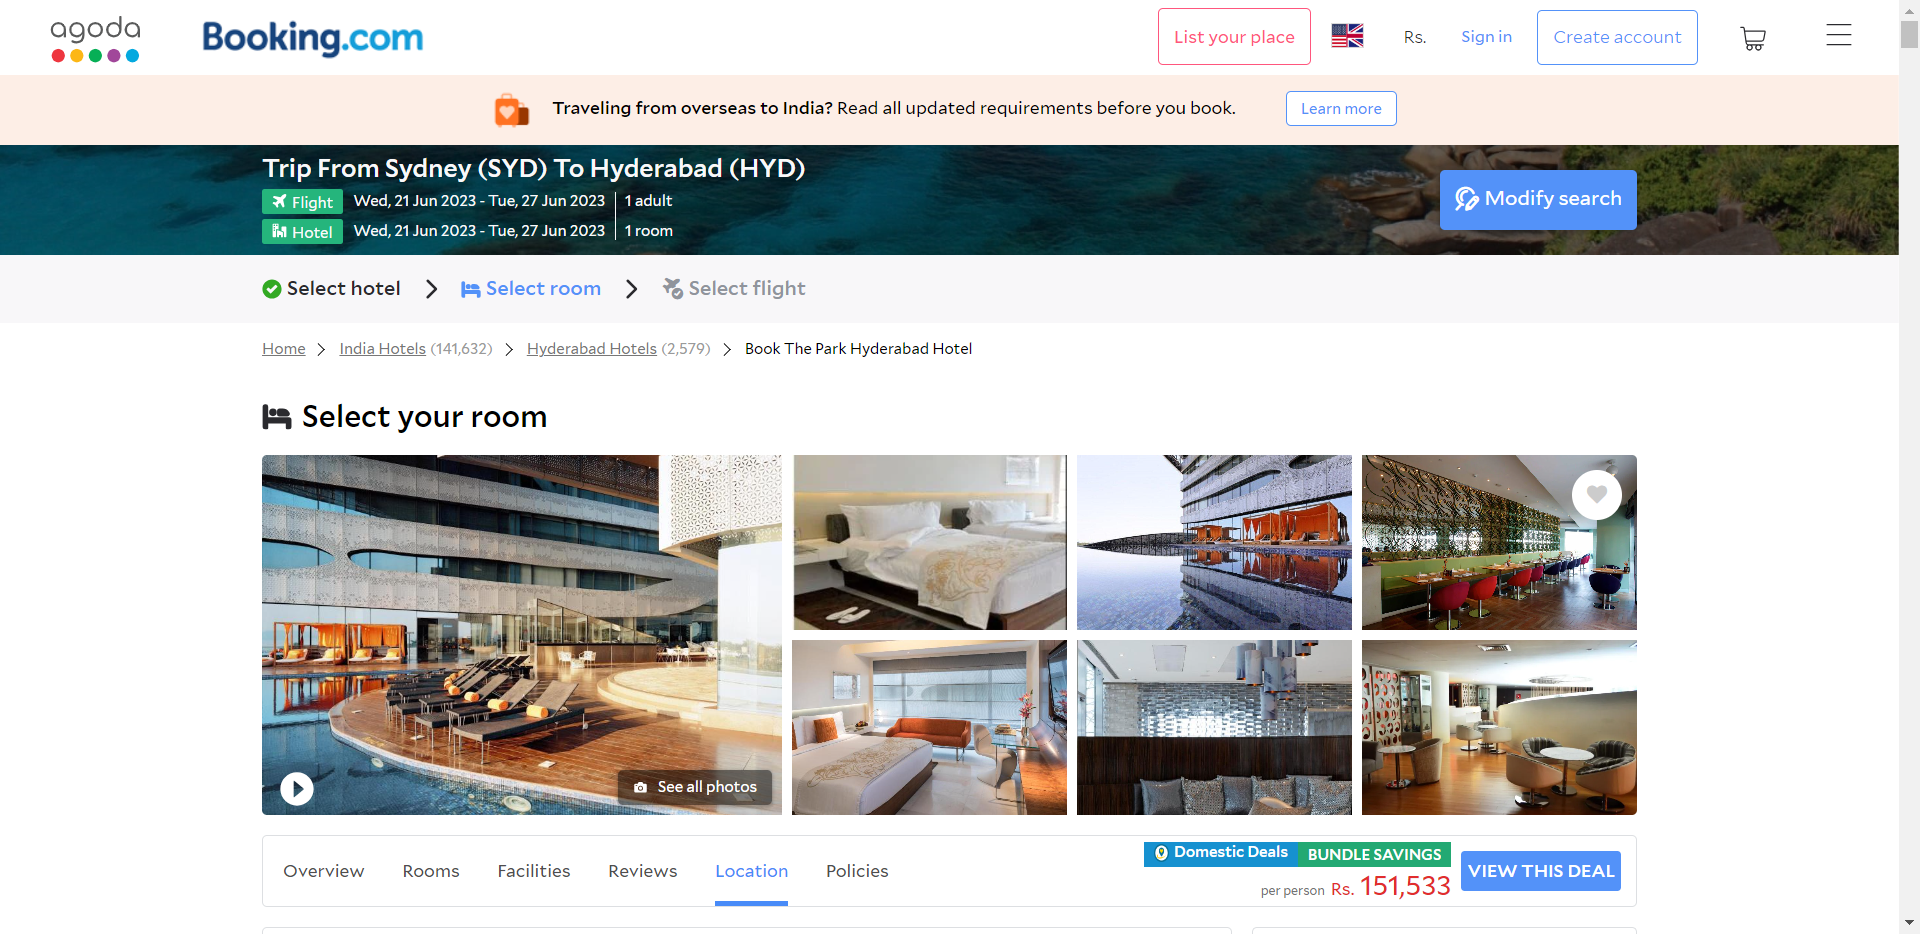 agoda
Booking.com
List your place
Rs.
Sign in
Create account
Traveling from overseas to India? Read all updated requirements before you book.
Learn more
Trip From Sydney (SYD) To Hyderabad (HYD)
Flight Wed, 21 Jun 2023 - Tue, 27 Jun 2023 1 adult
Hotel Wed, 21 Jun 2023 - Tue, 27 Jun 2023 1 room
Modify search
Select hotel
Select room
Select flight
Home
India Hotels (141,632)
Hyderabad Hotels (2,579)
Book The Park Hyderabad Hotel
Select your room
See all photos
Overview
Rooms
Facilities
Reviews
Location
Policies
Domestic Deals
BUNDLE SAVINGS
per person Rs. 151,533
VIEW THIS DEAL